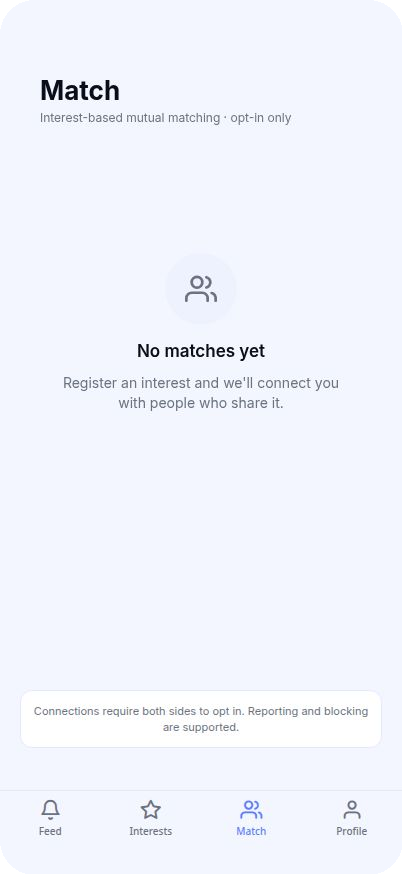 Match
Interest-based mutual matching · opt-in only
No matches yet
Register an interest and we'll connect you
with people who share it.
Connections require both sides to opt in. Reporting and blocking
are supported.
Feed
Interests
Match
Profile